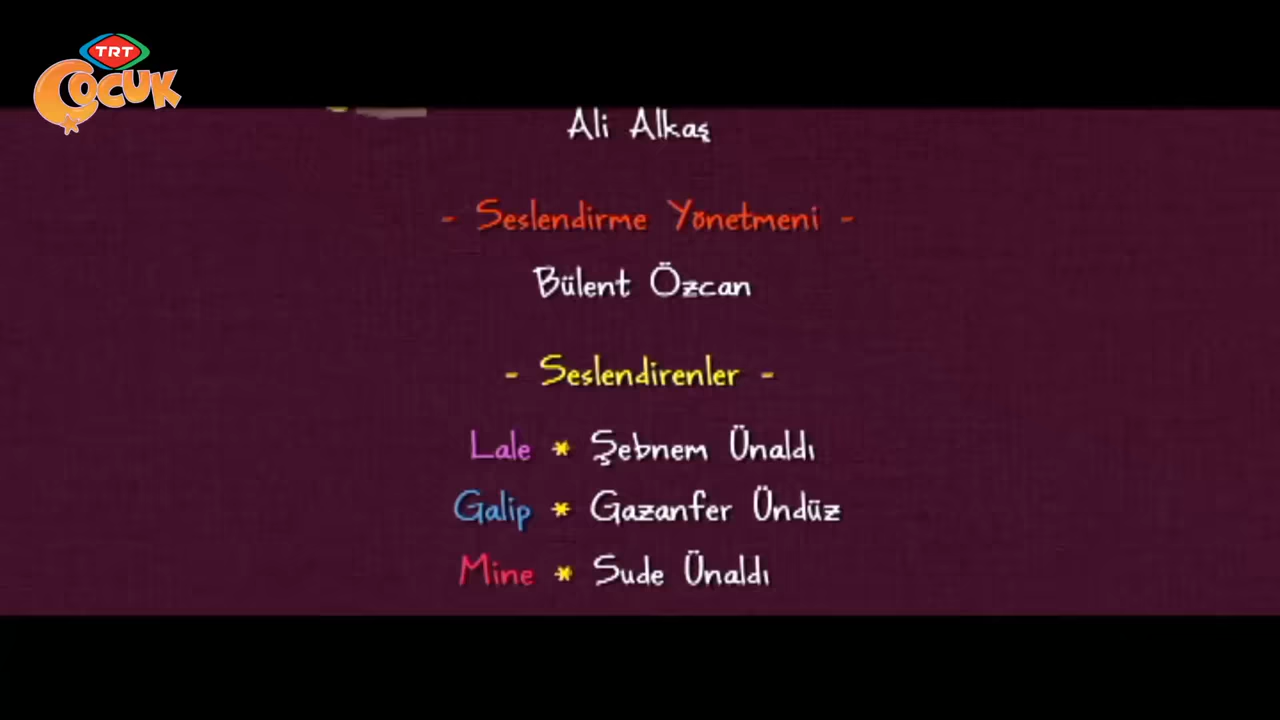 TRT
ÇOCUK
Ali Alkaş
- Seslendirme Yönetmeni -
Bülent Özcan
- Seslendirenler -
Lale * Şebnem Ünaldı
Galip * Gazanfer Ündüz
Mine * Sude Ünaldı